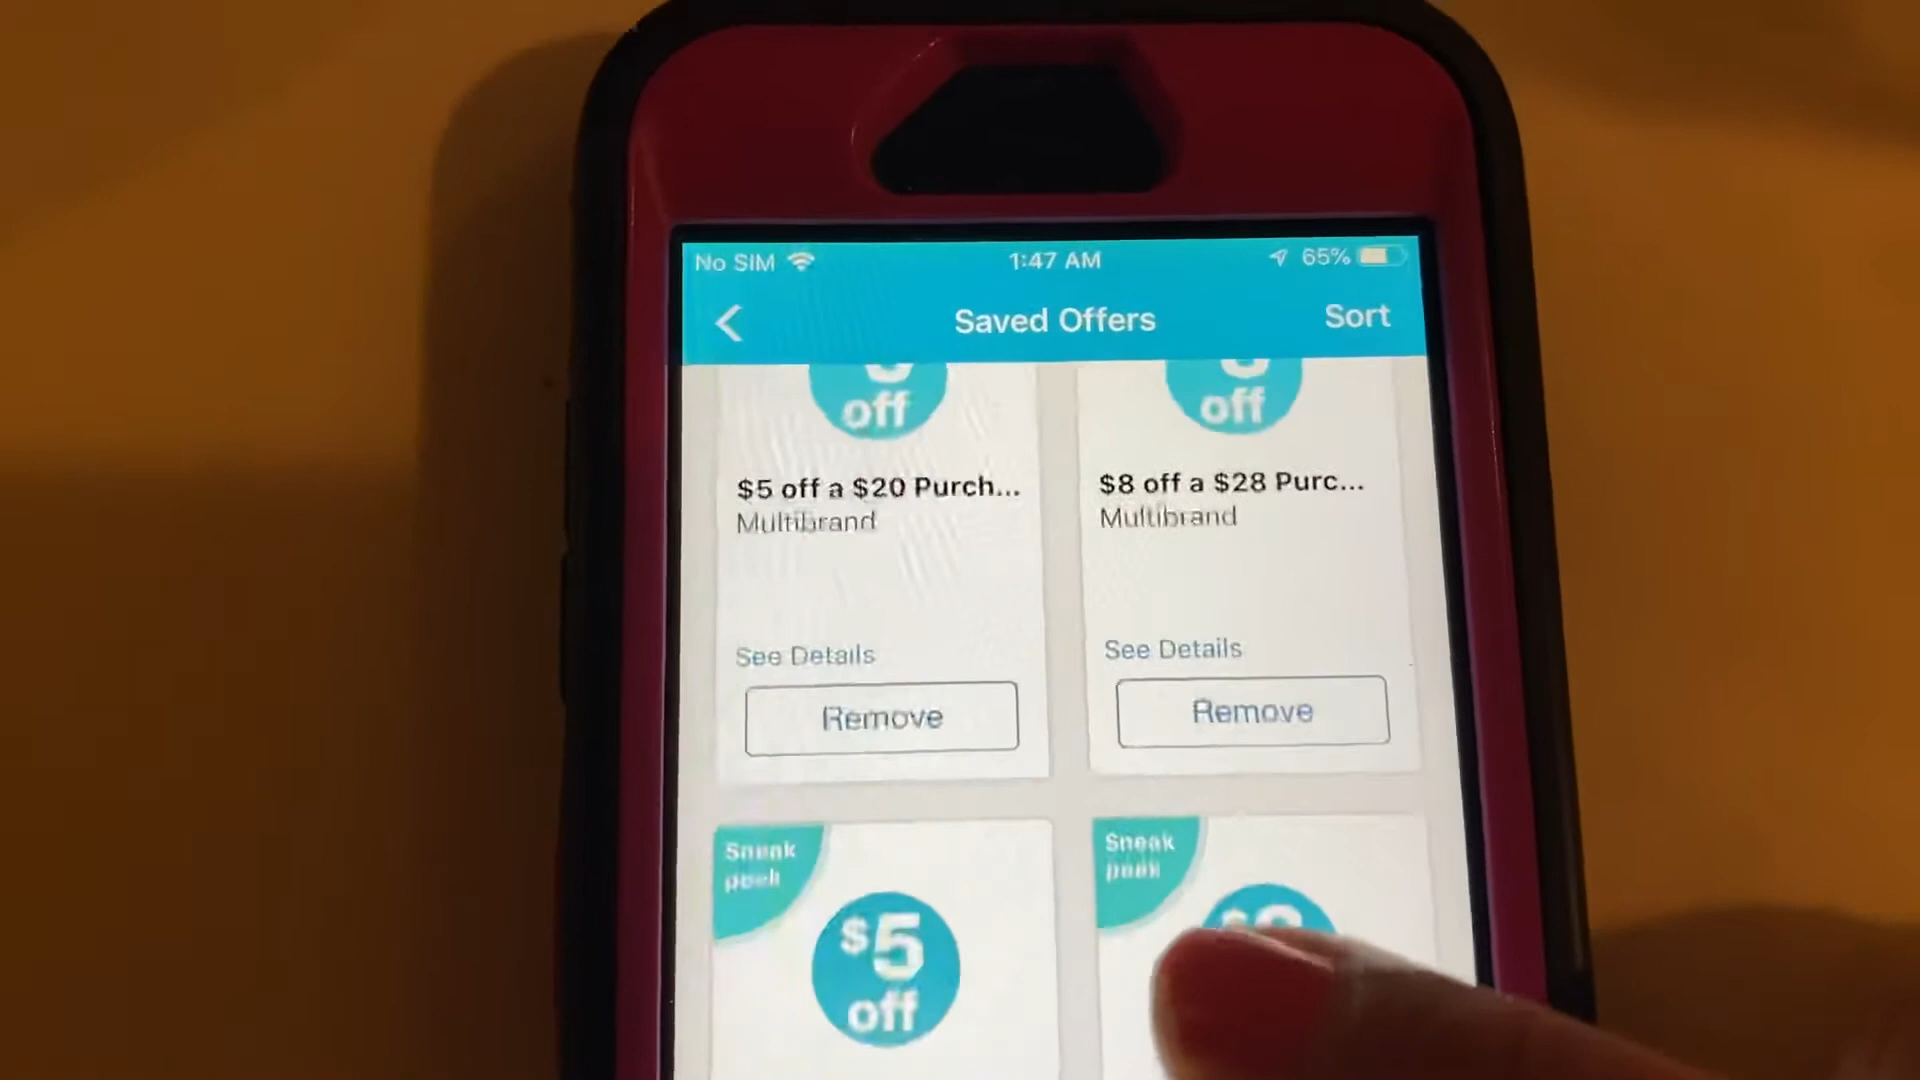 No SIM
1:47 AM
65%
Saved Offers
Sort
off
off
$5 off a $20 Purch...
Multibrand
$8 off a $28 Purc...
Multibrand
See Details
See Details
Remove
Remove
Sneak
peek
Sneak
peek
$5
off